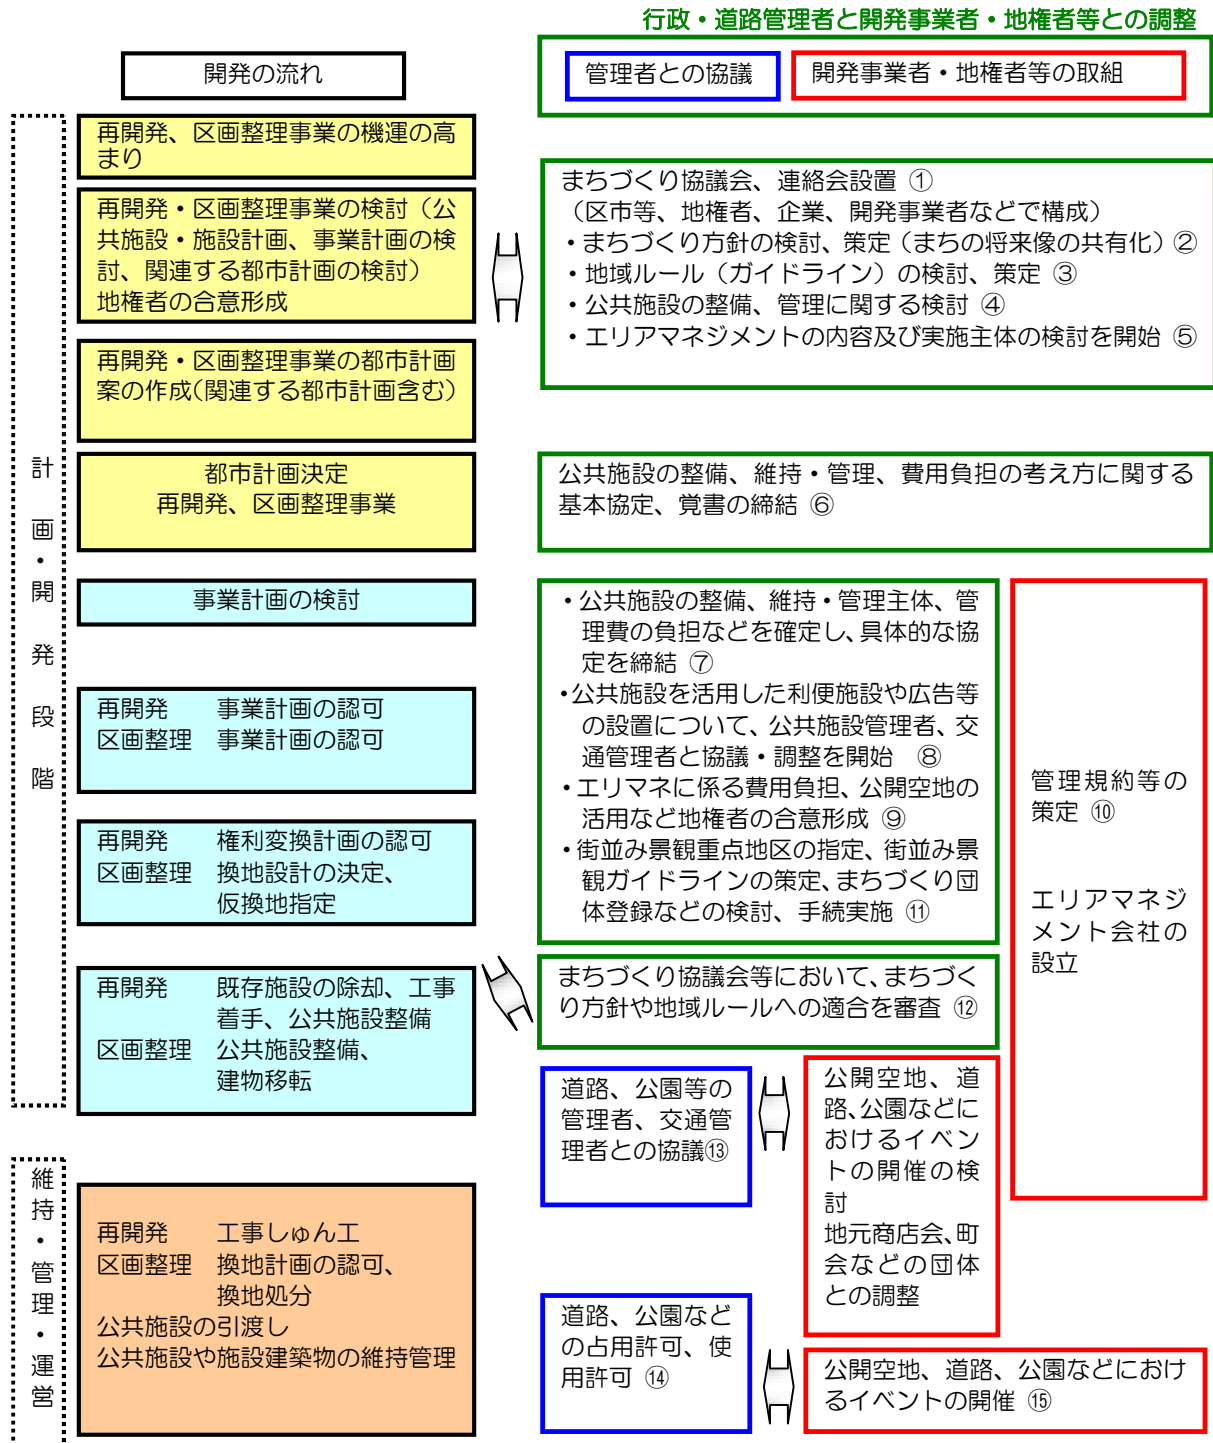 行政・道路管理者と開発事業者・地権者等との調整
開発の流れ
管理者との協議
開発事業者・地権者等の取組
計画・開発段階
再開発、区画整理事業の機運の高
まり
再開発・区画整理事業の検討（公
共施設・施設計画、事業計画の検
討、関連する都市計画の検討）
地権者の合意形成
まちづくり協議会、連絡会設置 ①
（区市等、地権者、企業、開発事業者などで構成）
・まちづくり方針の検討、策定（まちの将来像の共有化）②
・地域ルール（ガイドライン）の検討、策定 ③
・公共施設の整備、管理に関する検討 ④
・エリアマネジメントの内容及び実施主体の検討を開始 ⑤
再開発・区画整理事業の都市計画
案の作成（関連する都市計画含む）
都市計画決定
再開発、区画整理事業
公共施設の整備、維持・管理、費用負担の考え方に関する
基本協定、覚書の締結 ⑥
事業計画の検討
再開発　　事業計画の認可
区画整理　事業計画の認可
再開発　　権利変換計画の認可
区画整理　換地設計の決定、
仮換地指定
・公共施設の整備、維持・管理主体、管
理費の負担などを確定し、具体的な協
定を締結 ⑦
・公共施設を活用した利便施設や広告等
の設置について、公共施設管理者、交
通管理者と協議・調整を開始　⑧
・エリマネに係る費用負担、公開空地の
活用など地権者の合意形成 ⑨
・街並み景観重点地区の指定、街並み景
観ガイドラインの策定、まちづくり団
体登録などの検討、手続実施 ⑪
管理規約等の
策定 ⑩
エリアマネジ
メント会社の
設立
再開発　　既存施設の除却、工事
着手、公共施設整備
区画整理　公共施設整備、
建物移転
まちづくり協議会等において、まちづく
り方針や地域ルールへの適合を審査 ⑫
道路、公園等の
管理者、交通管
理者との協議⑬
公開空地、道
路、公園などに
おけるイベン
トの開催の検
討
地元商店会、町
会などの団体
との調整
維持・管理・運営
再開発　　工事しゅん工
区画整理　換地計画の認可、
換地処分
公共施設の引渡し
公共施設や施設建築物の維持管理
道路、公園など
の占用許可、使
用許可 ⑭
公開空地、道路、公園などにおけ
るイベントの開催 ⑮